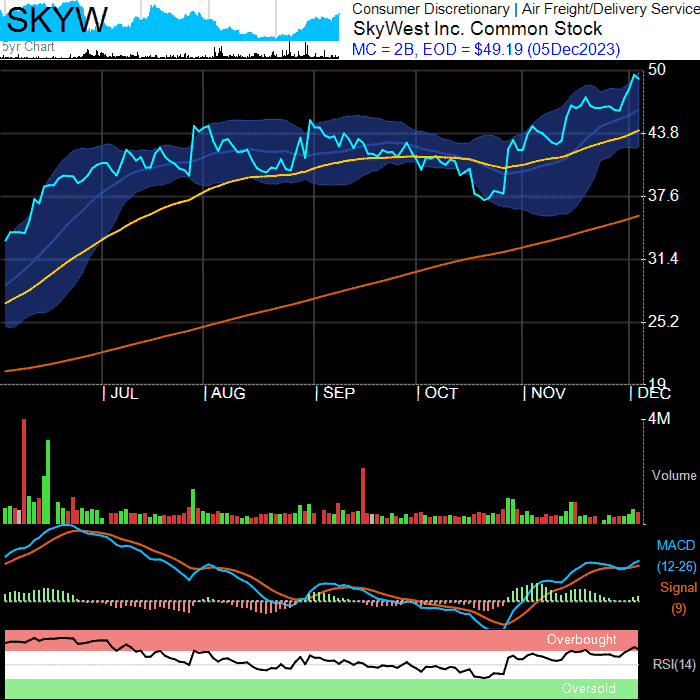 SKYW
5yr Chart
Consumer Discretionary | Air Freight/Delivery Service
SkyWest Inc. Common Stock
MC = 2B, EOD = $49.19 (05Dec2023)
50
43.8
37.6
31.4
25.2
19
JUL
AUG
SEP
OCT
NOV
DEC
4M
Volume
MACD
(12-26)
Signal
(9)
Overbought
RSI(14)
Oversold